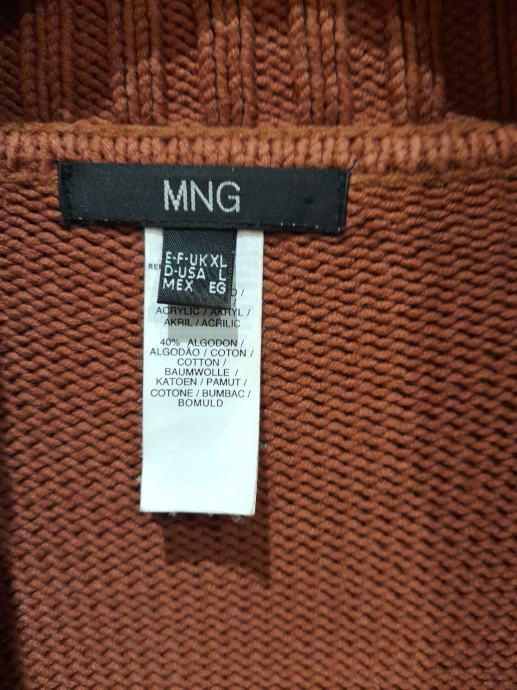 MNG
E-F-UK XL
D-USA L
MEX EG
RE
O /
ACRYLIC / AKRYL /
AKRIL / ACRILIC
40% ALGODON /
ALGODÃO / COTON /
COTTON /
BAUMWOLLE /
KATOEN / PAMUT /
COTONE / BUMBAC /
BOMULD